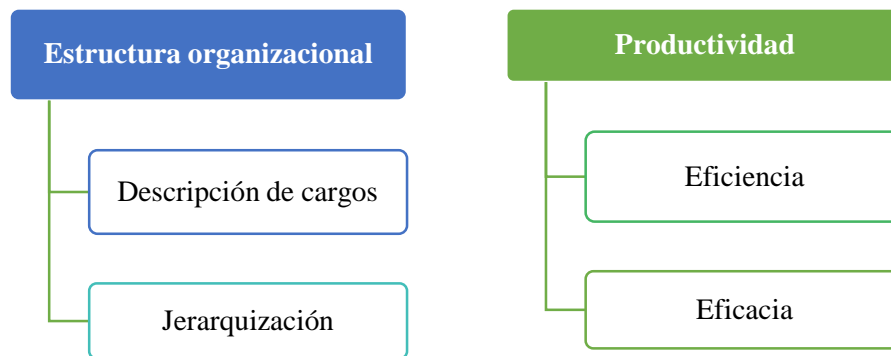 Estructura organizacional
Descripción de cargos
Jerarquización
Productividad
Eficiencia
Eficacia